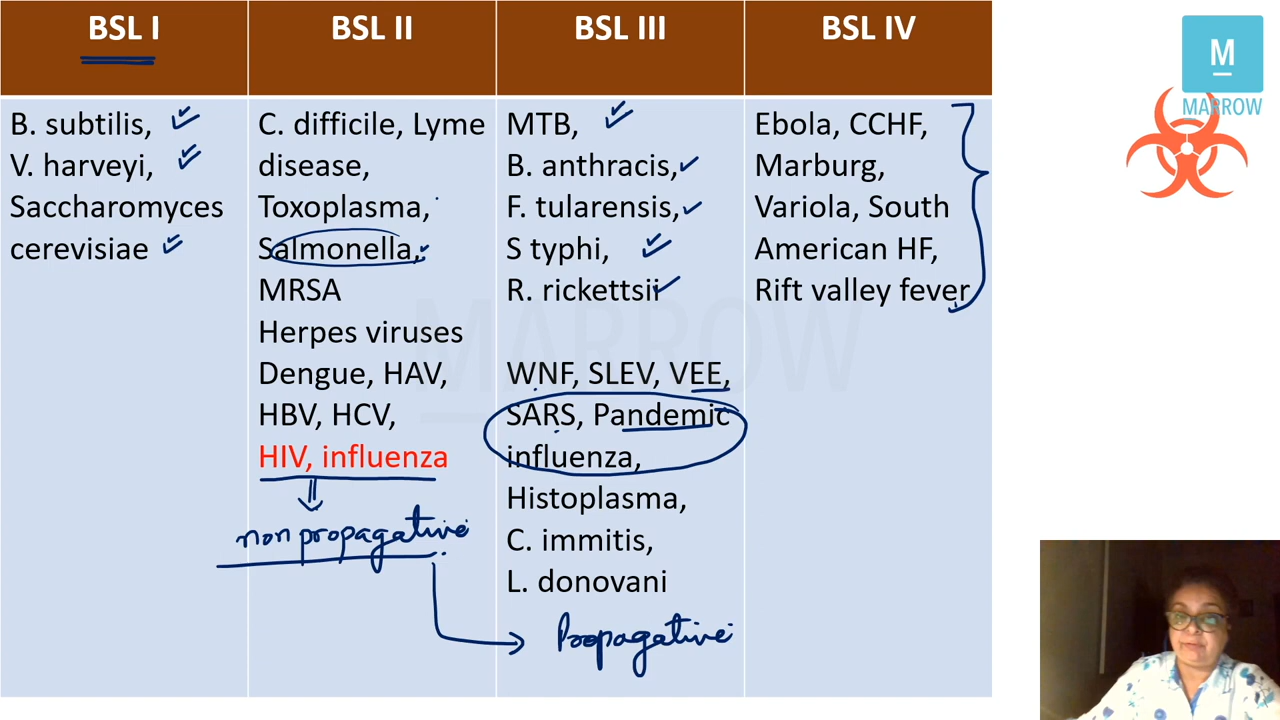 BSL I
BSL II
BSL III
BSL IV
B. subtilis,
V. harveyi,
Saccharomyces
cerevisiae
C. difficile, Lyme
disease,
Toxoplasma,
Salmonella,
MRSA
Herpes viruses
Dengue, HAV,
HBV, HCV,
HIV, influenza
non propagative
MTB,
B. anthracis,
F. tularensis,
S typhi,
R. rickettsii
WNF, SLEV, VEE,
SARS, Pandemic
influenza,
Histoplasma,
C. immitis,
L. donovani
Propagative
Ebola, CCHF,
Marburg,
Variola, South
American HF,
Rift valley fever
M
MARROW
MARROW